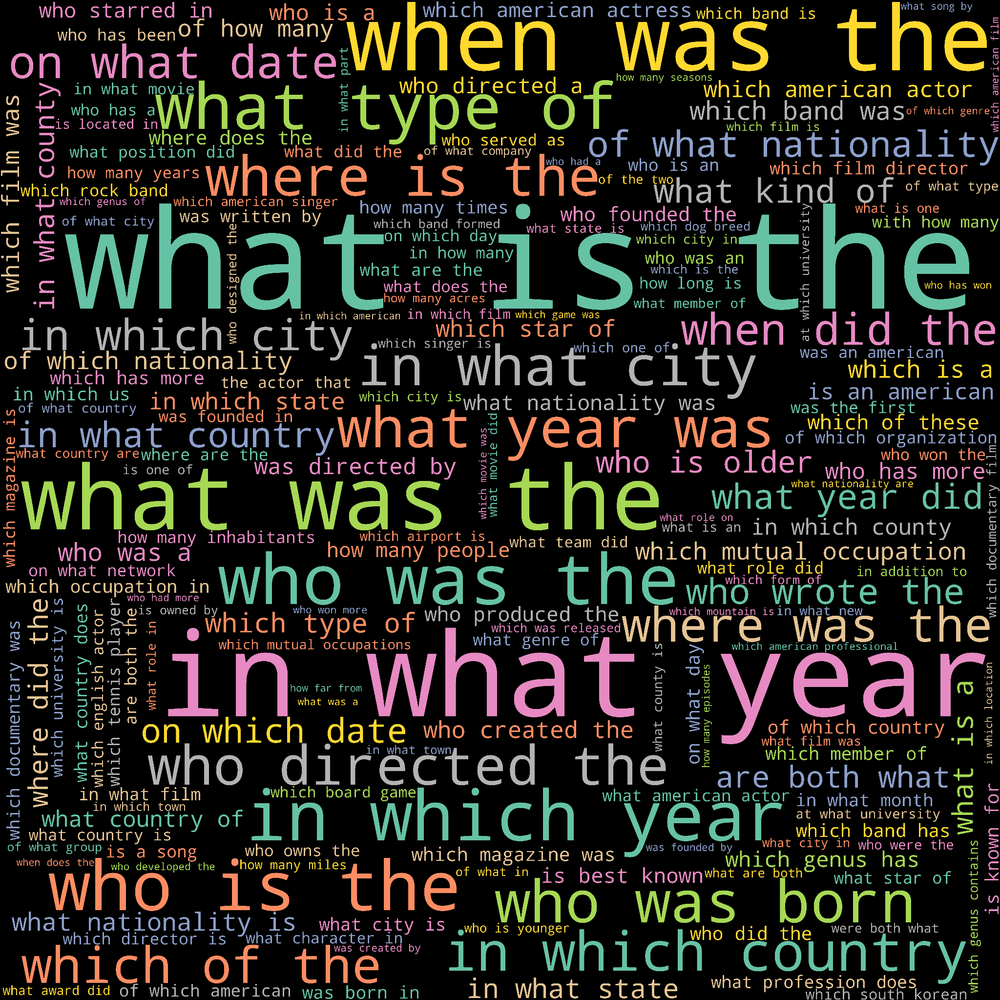 who starred in
who is a
which american actress
which band is
what song by
when was the
who has been
of how many
which american film
on what date
in what part
what type of
who directed a
how many seasons
which american actor
in what movie
who has a
which band was
of which genre
is located in
which film is
which film was
in what county
where does the
who served as
of what nationality
what position did
what did the
of what company
where is the
who had a
who is an
which film director
how many years
of the two
what kind of
of what type
which rock band
which genus of
which american singer
how many times
who founded the
what is one
of what city
was written by
which band formed
what state is
which dog breed
with how many
what is the
who designed the
on which day
which city in
at which university
in how many
who was an
what are the
which is the
what does the
how long is
who has won
how many acres
what member of
in which american
in which film
which game was
in which city
which star of
when did the
which singer is
which one of
of which nationality
in what city
was an american
which has more
the actor that
which is a
in which us
in which state
which city is
what nationality was
is an american
of what country
was founded in
was the first
which magazine is
in what country
what year was
which movie was
what movie did
which of these
of which organization
what country are
where are the
who is older
who won the
is one of
was directed by
who has more
which documentary film
what was the
what nationality are
what year did
what role on
what is an
in which county
how many inhabitants
which airport is
what team did
who was a
how many people
which mutual occupation
on what network
who was the
what role did
in addition to
which form of
which occupation in
who wrote the
where did the
which university is
what country does
which english actor
which tennis player
who had more
are both the
is owned by
who won more
who produced the
which mountain is
in what new
which documentary was
what role in
which type of
which was released
where was the
which mutual occupations
what genre of
what county is
on what day
which american professional
in what year
how many episodes
in which location
how far from
what was a
what is a
on which date
who created the
of which country
what film was
who directed the
in what town
which member of
are both what
in what film
which board game
what american actor
in what month
in which town
at what university
what country of
in which year
which band has
what country is
is known for
of what group
is a song
who owns the
which magazine was
was founded by
what city in
who were the
when does the
who developed the
how many miles
which genus has
who is the
of what in
is best known
what are both
what star of
which genus contains
who was born
what nationality is
what city is
who is younger
were both what
which director is
what character in
who did the
which of the
was created by
in which country
what award did
of which american
was born in
in what state
what profession does
which south korean